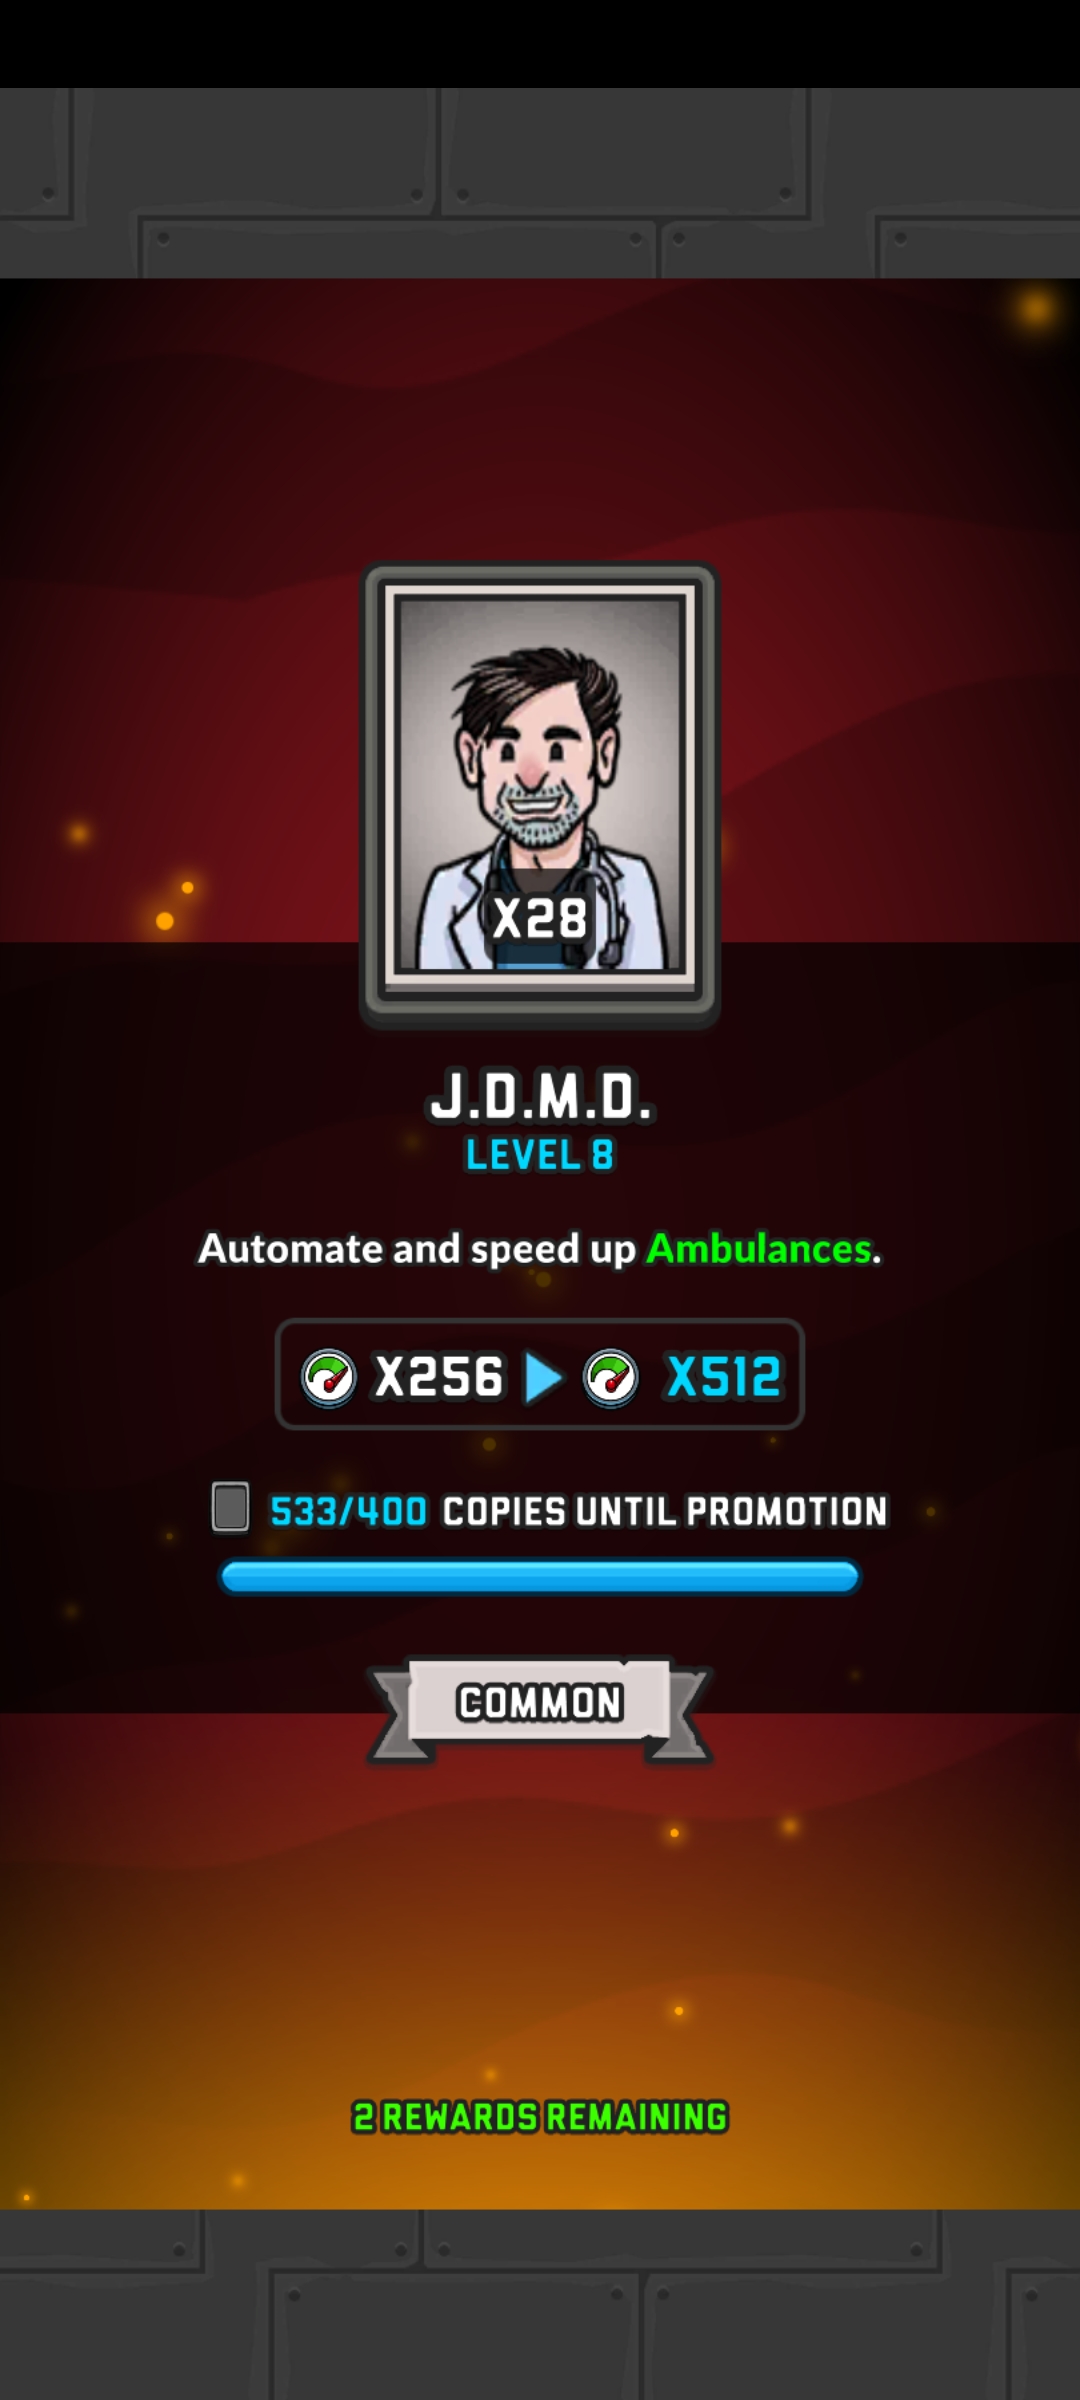 X28
J.D.M.D.
LEVEL 8
Automate and speed up Ambulances.
X256 X512
533/400 COPIES UNTIL PROMOTION
COMMON
2 REWARDS REMAINING